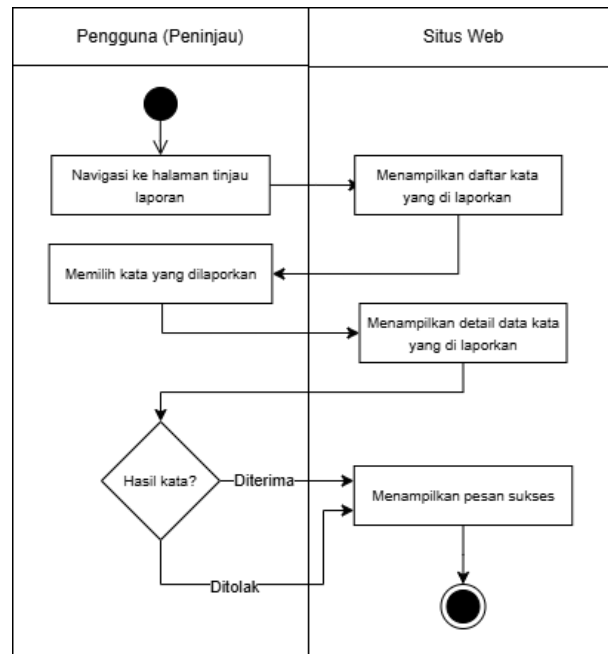 Pengguna (Peninjau)
Situs Web
Navigasi ke halaman tinjau
laporan
Menampilkan daftar kata
yang di laporkan
Memilih kata yang dilaporkan
Menampilkan detail data kata
yang di laporkan
Hasil kata?
Diterima
Menampilkan pesan sukses
Ditolak